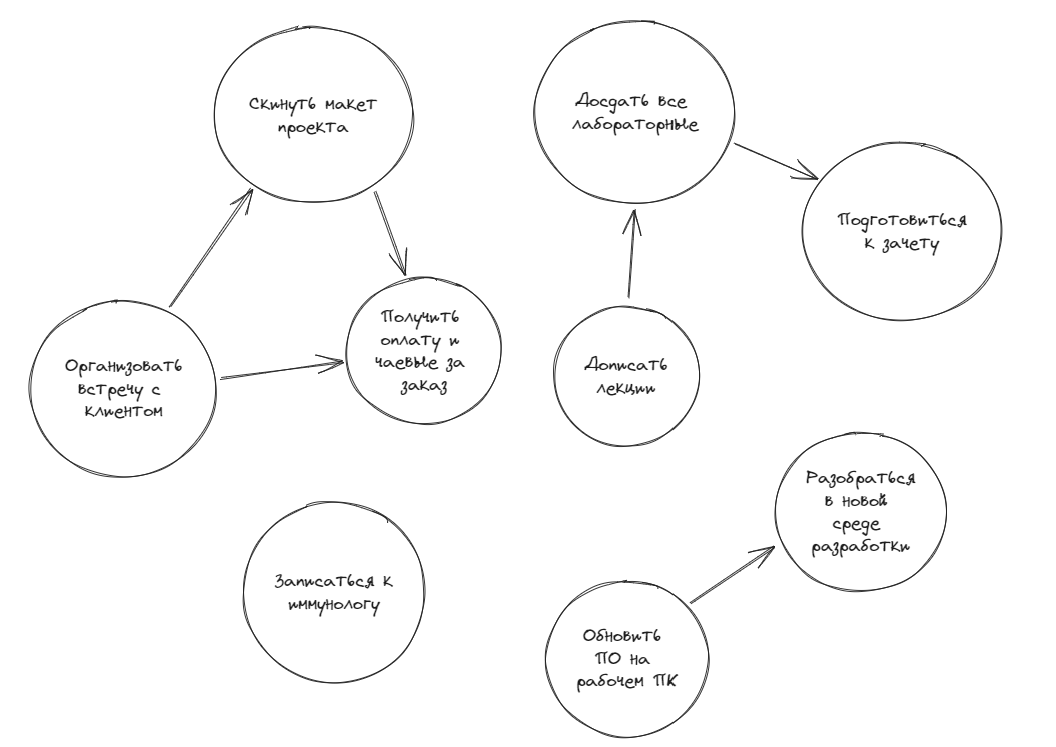 Скинуть макет
проекта
Досдать все
лабораторные
Подготовиться
к зачету
Организовать
встречу с
клиентом
Получить
оплату и
чаевые за
заказ
Дописать
лекции
Разобраться
в новой
среде
разработки
Записаться к
иммунологу
Обновить
ПО на
рабочем ПК